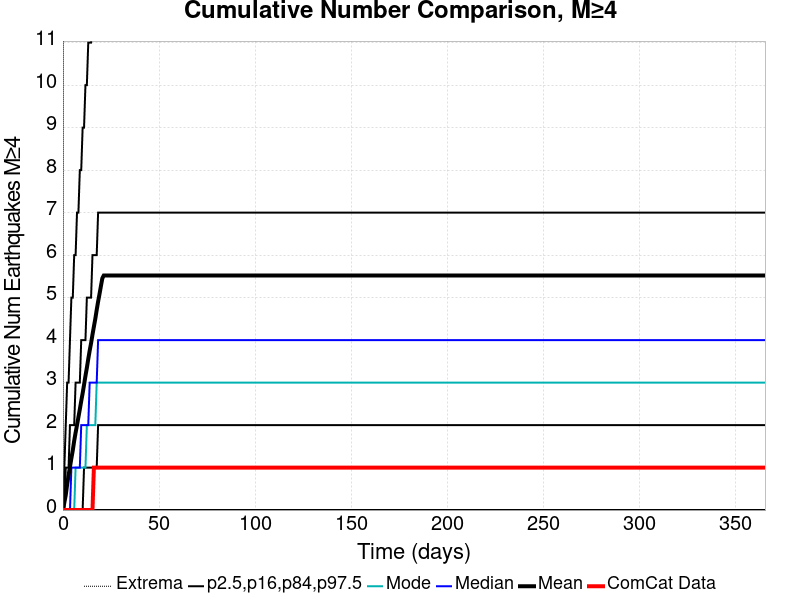 Cumulative Number Comparison, M≥4
Cumulative Num Earthquakes M≥4
11
10
9
8
7
6
5
4
3
2
1
0
0 50 100 150 200 250 300 350
Time (days)
Extrema p2.5,p16,p84,p97.5 Mode Median Mean ComCat Data